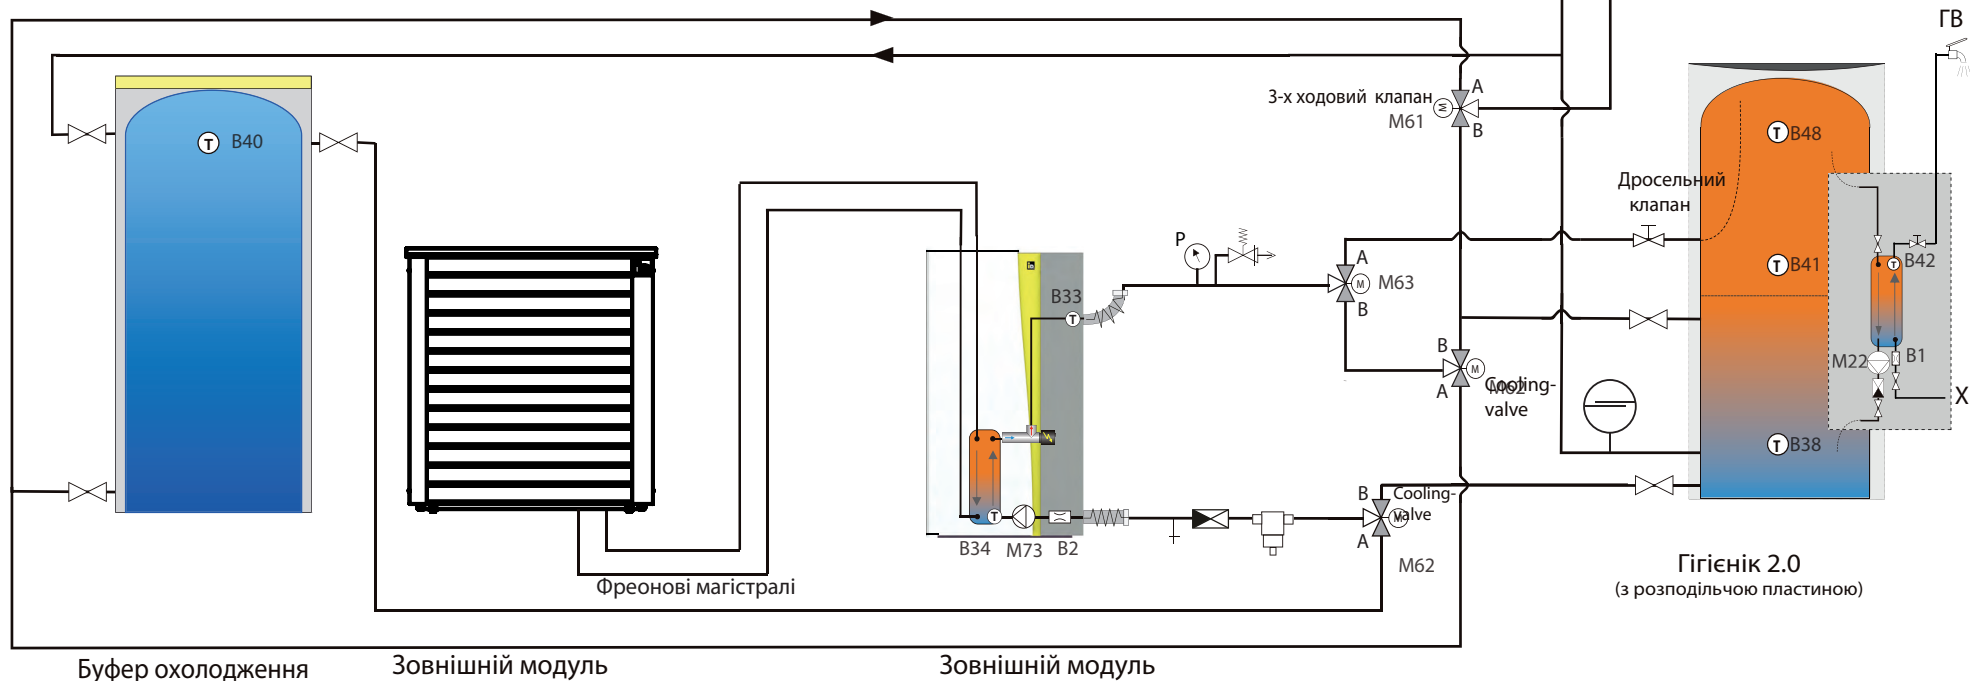 ГВ
3-х ходовий клапан
A
M61
B
T B40
T B48
Дросельний
клапан
P
A
M
M63
B
B33
T
T B41
T B42
B
M
M62
Cooling-
valve
A
M22
B1
X
T B38
B
Cooling-
valve
M
A
M62
T
B34
M73
B2
Фреонові магістралі
Гігієнік 2.0
(з розподільчою пластиною)
Буфер охолодження
Зовнішній модуль
Зовнішній модуль